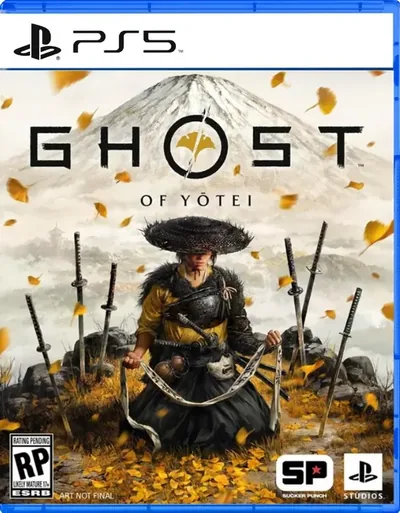 PS5
GHOST
OF YŌTEI
RATING PENDING
RP
LIKELY MATURE 17+
ESRB
ART NOT FINAL
SP
SUCKER PUNCH
STUDIOS